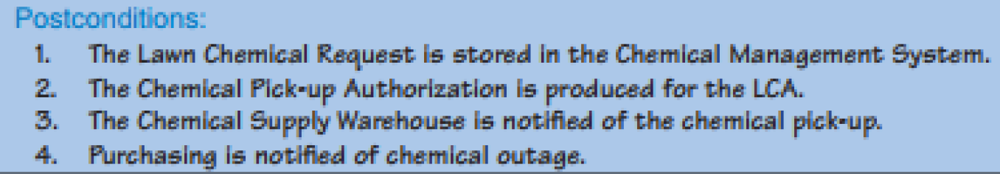 Postconditions:
1. The Lawn Chemical Request is stored in the Chemical Management System.
2. The Chemical Pick-up Authorization is produced for the LCA.
3. The Chemical Supply Warehouse is notified of the chemical pick-up.
4. Purchasing is notified of chemical outage.